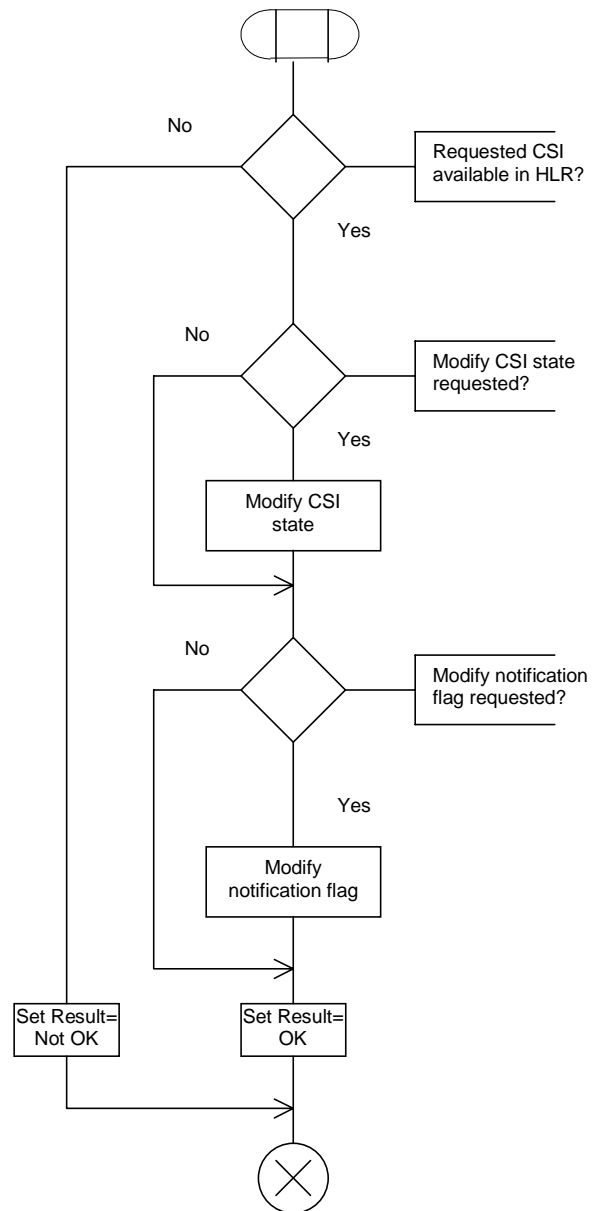 No
Requested CSI
available in HLR?
Yes
No
Modify CSI state
requested?
Yes
Modify CSI
state
No
Modify notification
flag requested?
Yes
Modify
notification flag
Set Result=
Not OK
Set Result=
OK